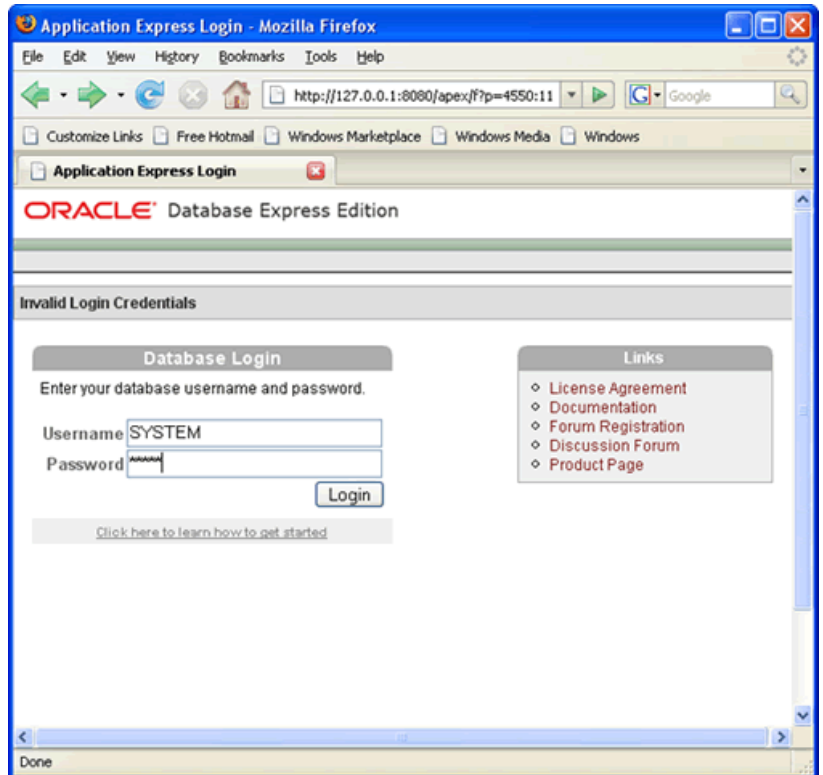 Application Express Login - Mozilla Firefox
File Edit View History Bookmarks Tools Help
http://127.0.0.1:8080/apex/f?p=4550:11 G Google
Customize Links Free Hotmail Windows Marketplace Windows Media Windows
Application Express Login
ORACLE Database Express Edition
Invalid Login Credentials
Database Login
Enter your database username and password.
Username SYSTEM
Password ******
Login
Click here to learn how to get started
Links
License Agreement
Documentation
Forum Registration
Discussion Forum
Product Page
Done